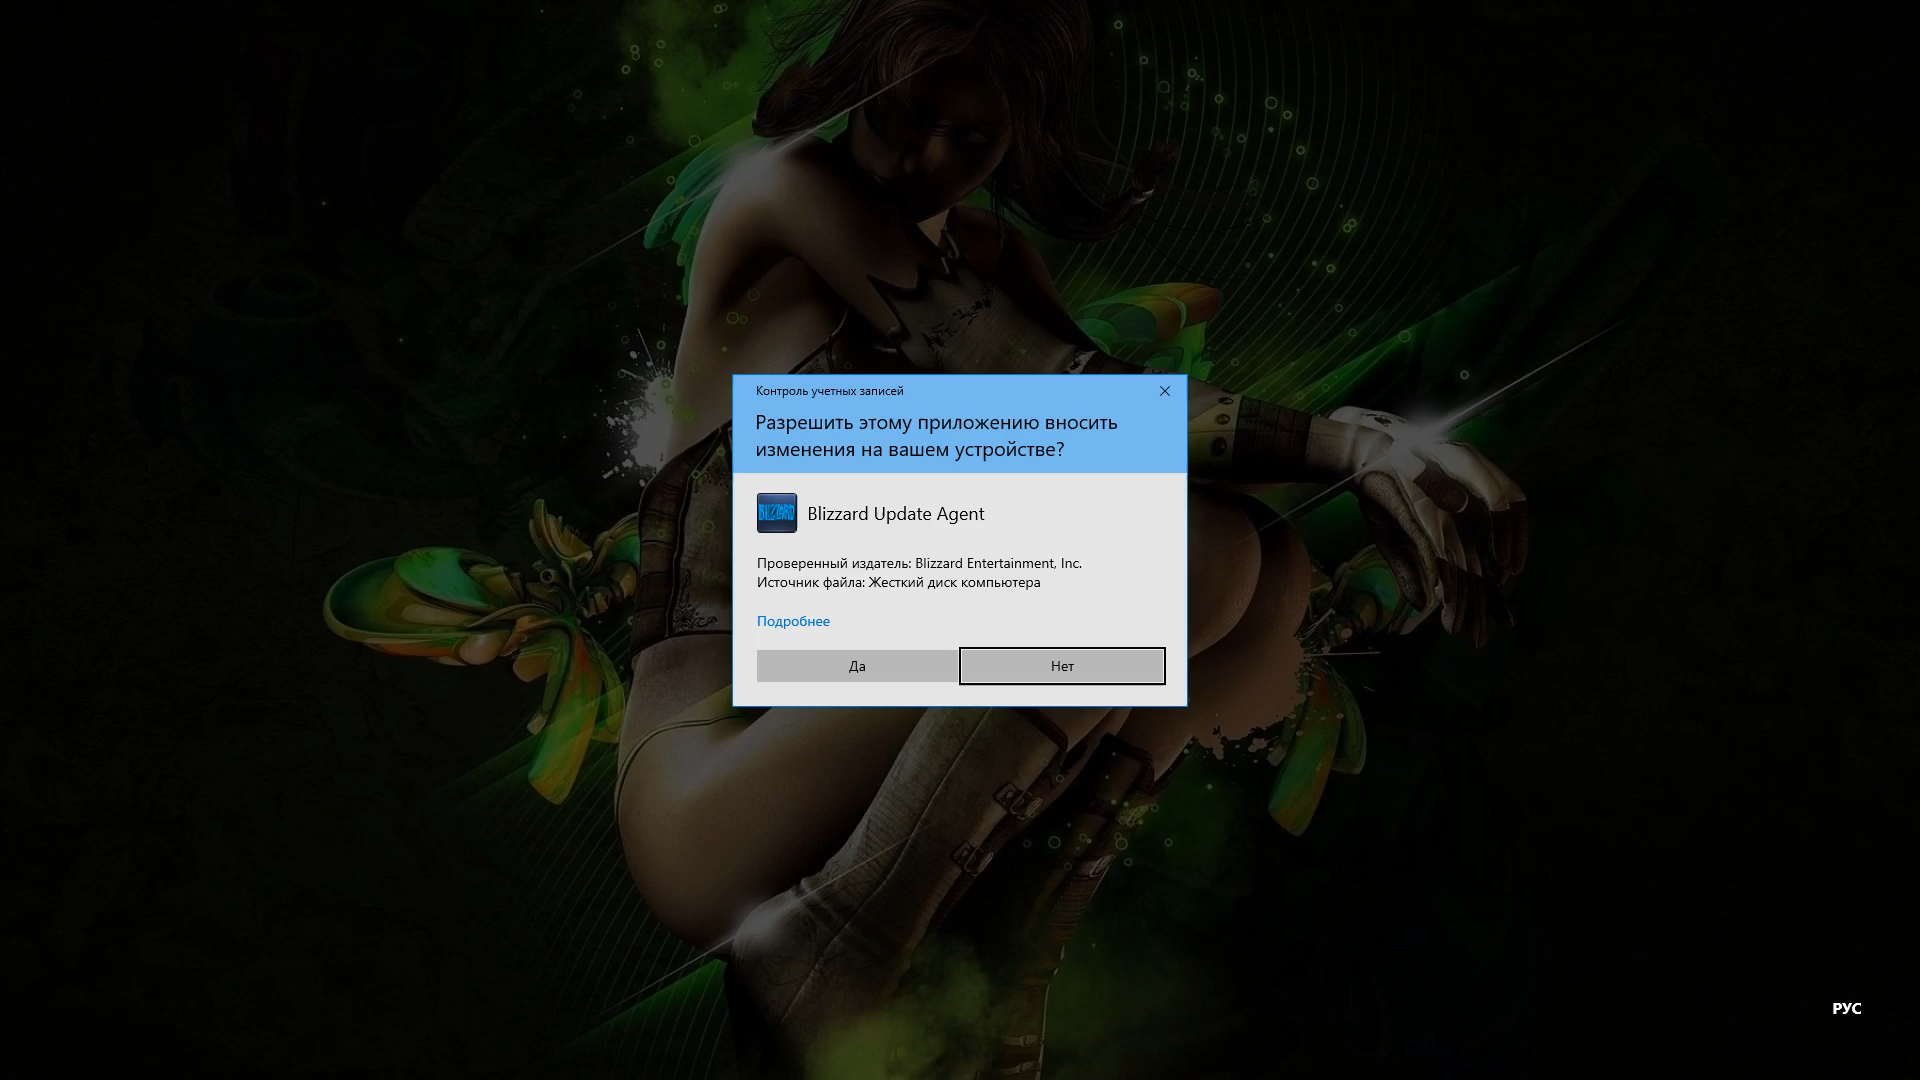 Контроль учетных записей
Разрешить этому приложению вносить
изменения на вашем устройстве?
BLIZZARD
Blizzard Update Agent
Проверенный издатель: Blizzard Entertainment, Inc.
Источник файла: Жесткий диск компьютера
Подробнее
Да
Нет
РУС